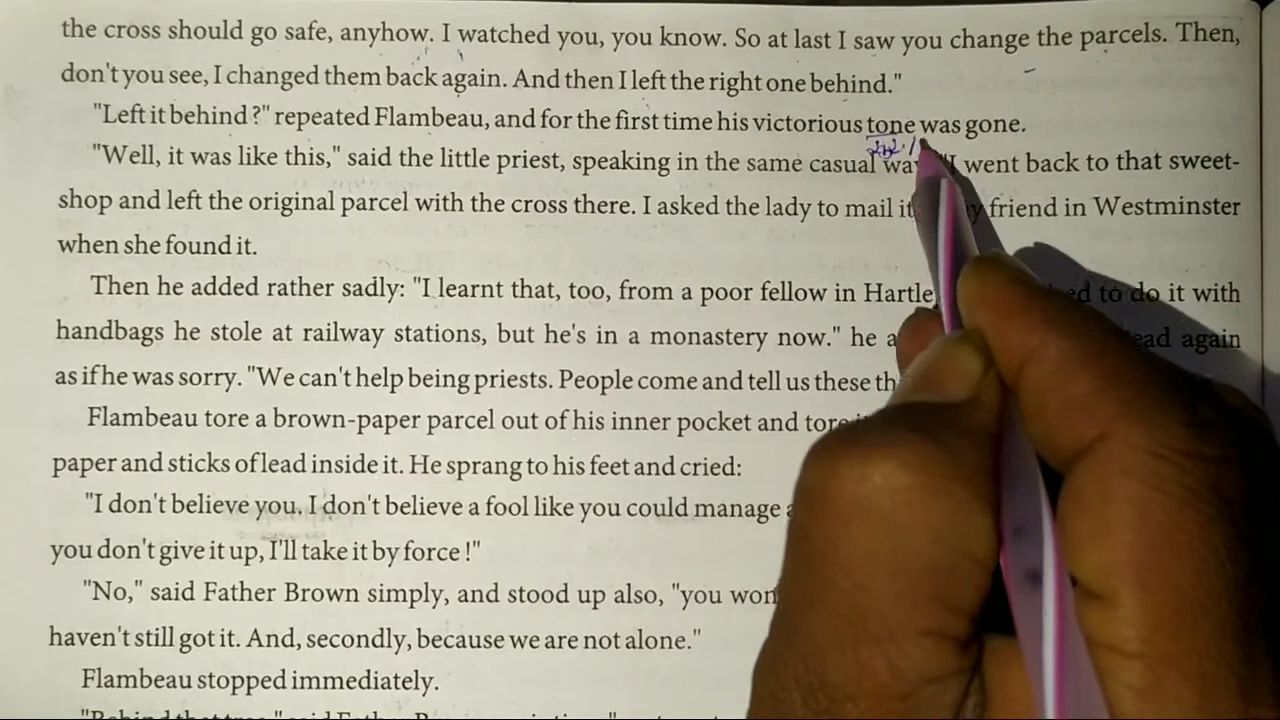 the cross should go safe, anyhow. I watched you, you know. So at last I saw you change the parcels. Then,
don't you see, I changed them back again. And then I left the right one behind."
"Left it behind ?" repeated Flambeau, and for the first time his victorious tone was gone.
"Well, it was like this," said the little priest, speaking in the same casual way. "I went back to that sweet-
shop and left the original parcel with the cross there. I asked the lady to mail it friend in Westminster
when she found it.
Then he added rather sadly: "I learnt that, too, from a poor fellow in to do it with
handbags he stole at railway stations, but he's in a monastery now." he again
as if he was sorry. "We can't help being priests. People come and tell us these
Flambeau tore a brown-paper parcel out of his inner pocket and tore
paper and sticks of lead inside it. He sprang to his feet and cried:
"I don't believe you. I don't believe a fool like you could manage
you don't give it up, I'll take it by force !"
"No," said Father Brown simply, and stood up also, "you
haven't still got it. And, secondly, because we are not alone."
Flambeau stopped immediately.